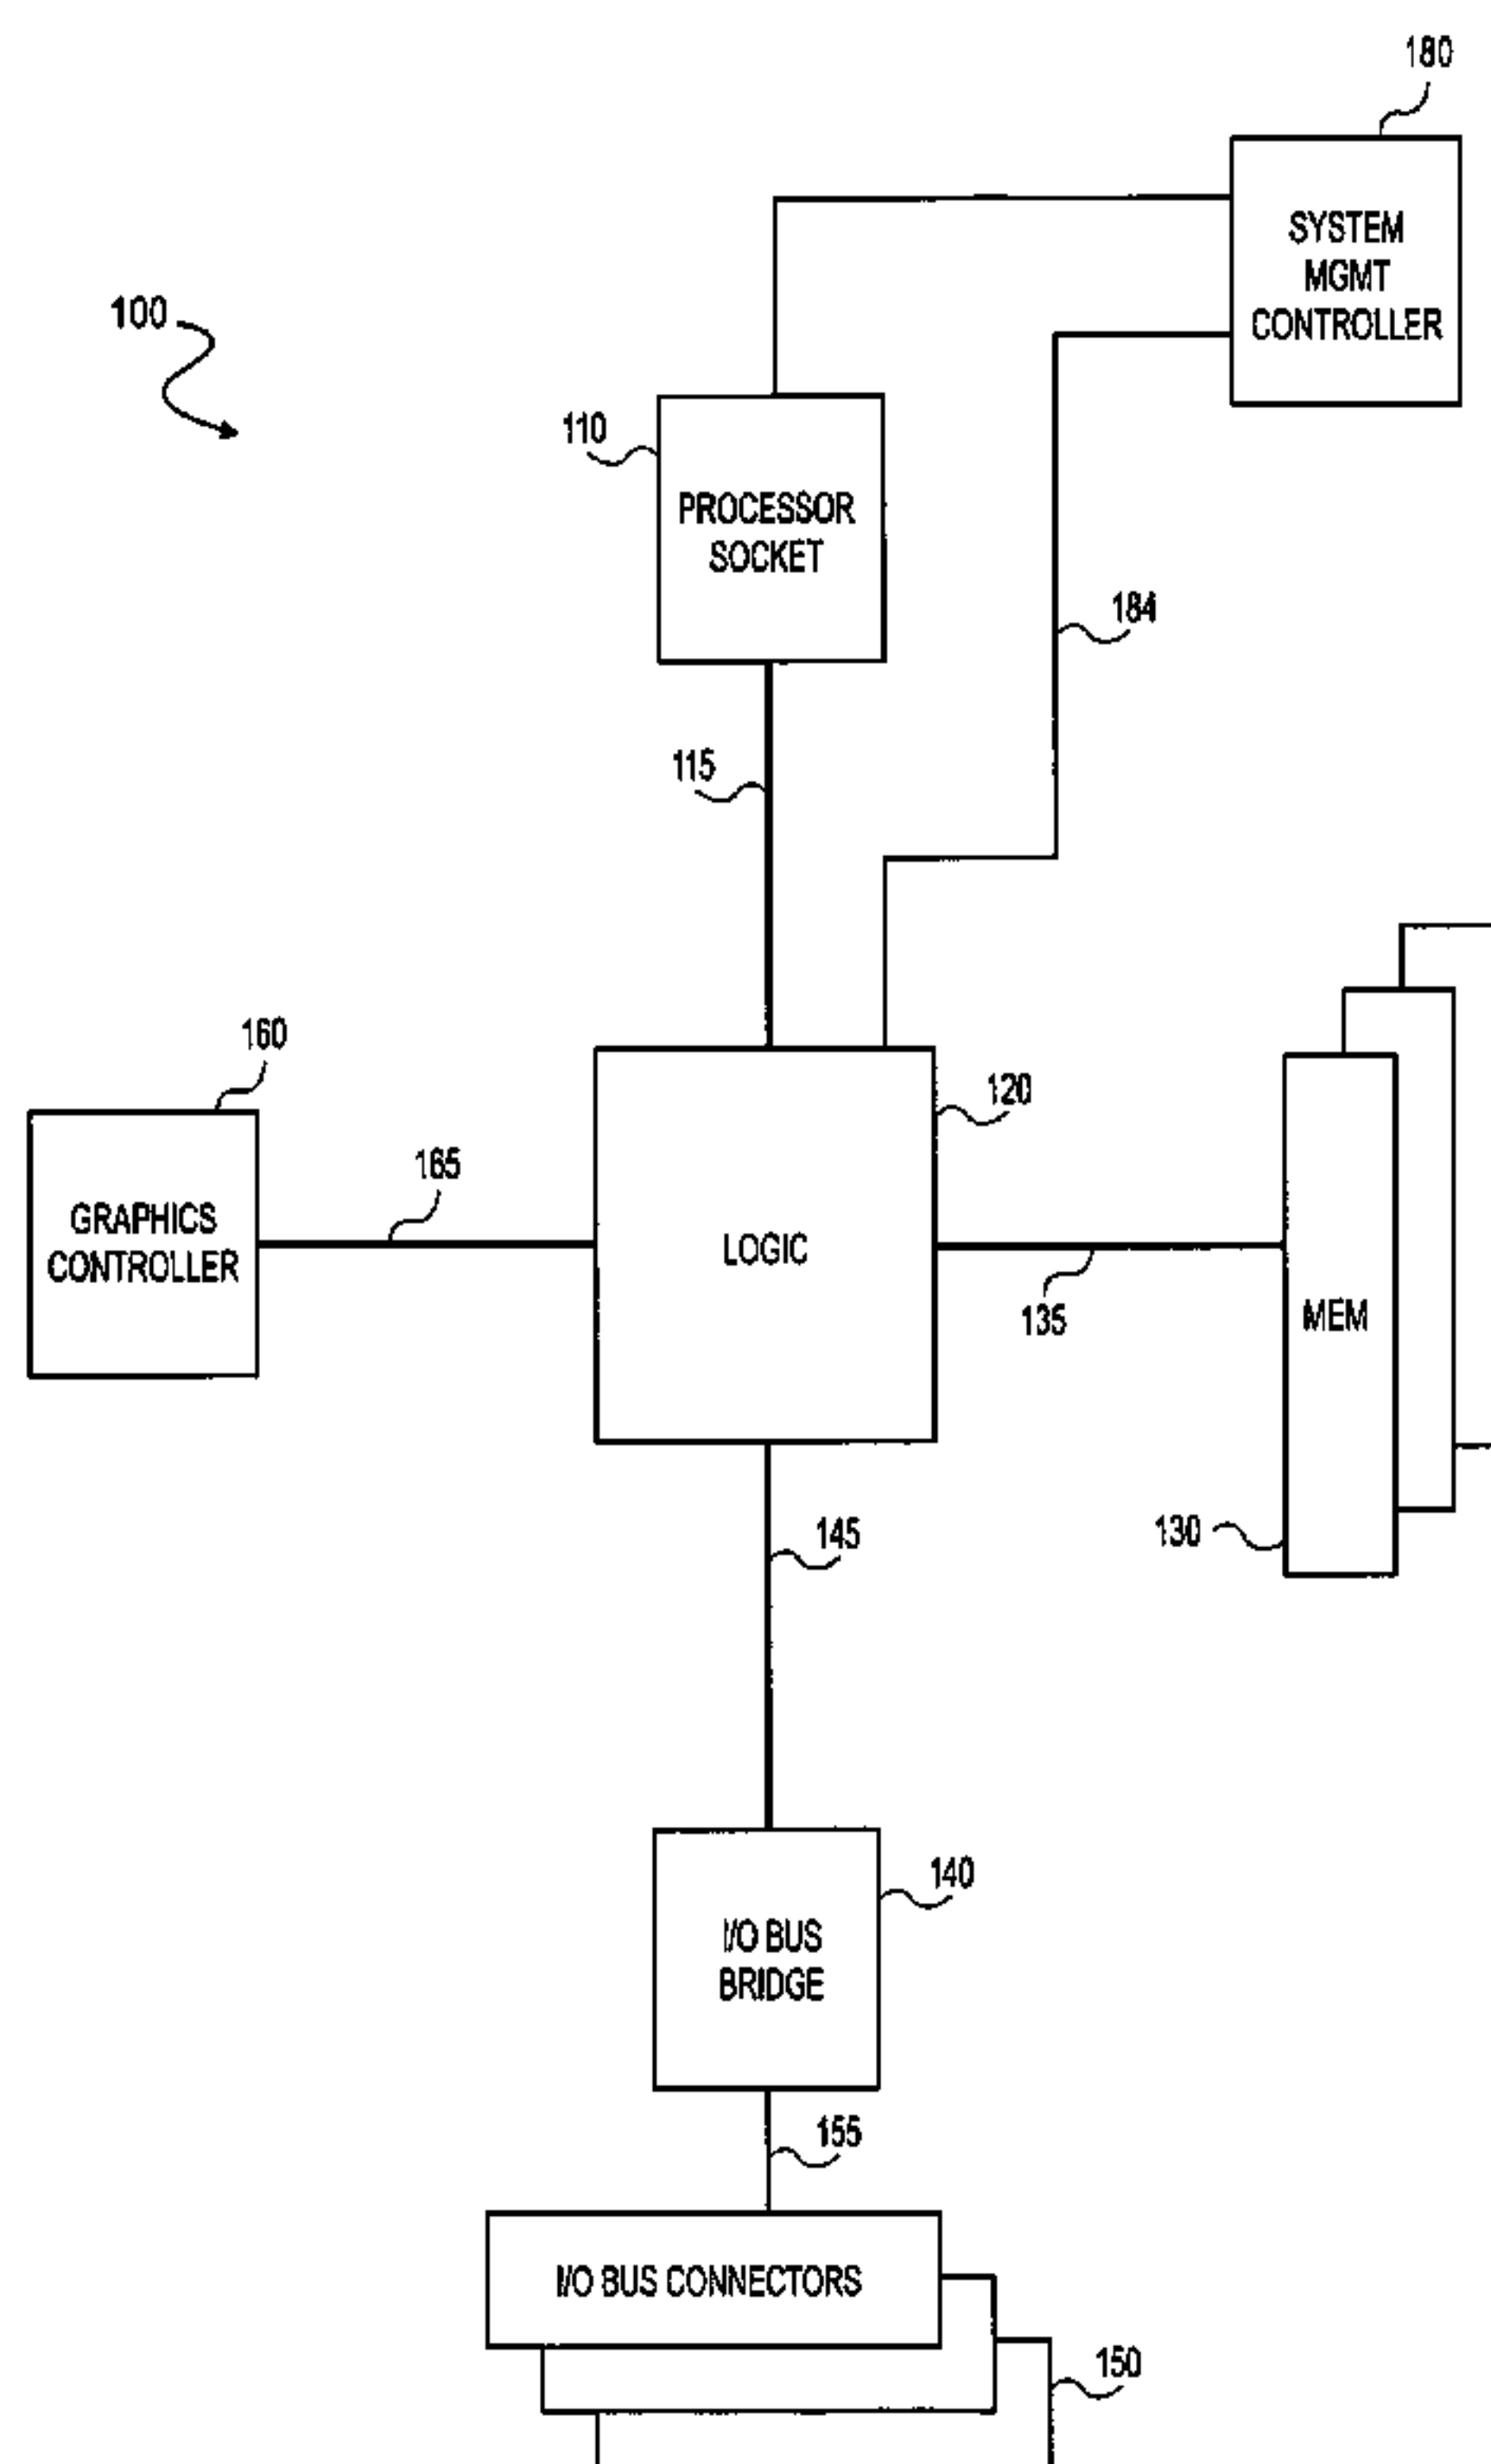 180
SYSTEM
MGMT
CONTROLLER
100
110
PROCESSOR
SOCKET
184
115
160
120
165
GRAPHICS
CONTROLLER
LOGIC
135
MEM
130
145
140
I/O BUS
BRIDGE
155
I/O BUS CONNECTORS
150